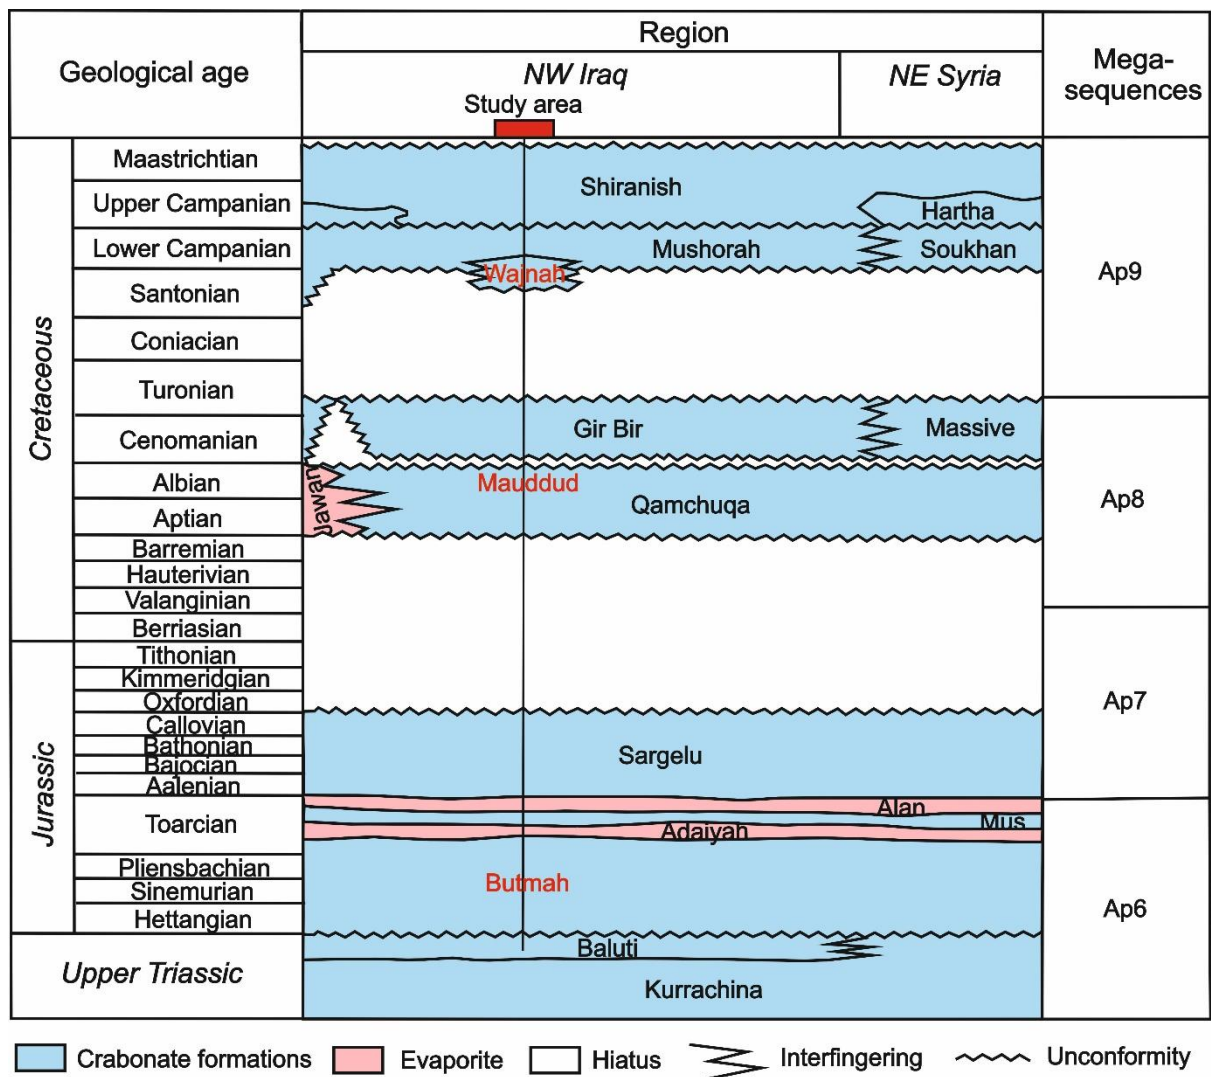 Geological age
Region
Mega-
sequences
NW Iraq
NE Syria
Study area
Cretaceous
Maastrichtian
Upper Campanian
Lower Campanian
Santonian
Coniacian
Turonian
Cenomanian
Albian
Aptian
Barremian
Hauterivian
Valanginian
Berriasian
Jurassic
Tithonian
Kimmeridgian
Oxfordian
Callovian
Bathonian
Bajocian
Aalenian
Toarcian
Pliensbachian
Sinemurian
Hettangian
Upper Triassic
Shiranish
Hartha
Mushorah
Soukhan
Wajnah
Gir Bir
Massive
Jawan
Mauddud
Qamchuqa
Sargelu
Alan
Mus
Adaiyah
Butmah
Baluti
Kurrachina
Ap9
Ap8
Ap7
Ap6
Crabonate formations
Evaporite
Hiatus
Interfingering
Unconformity